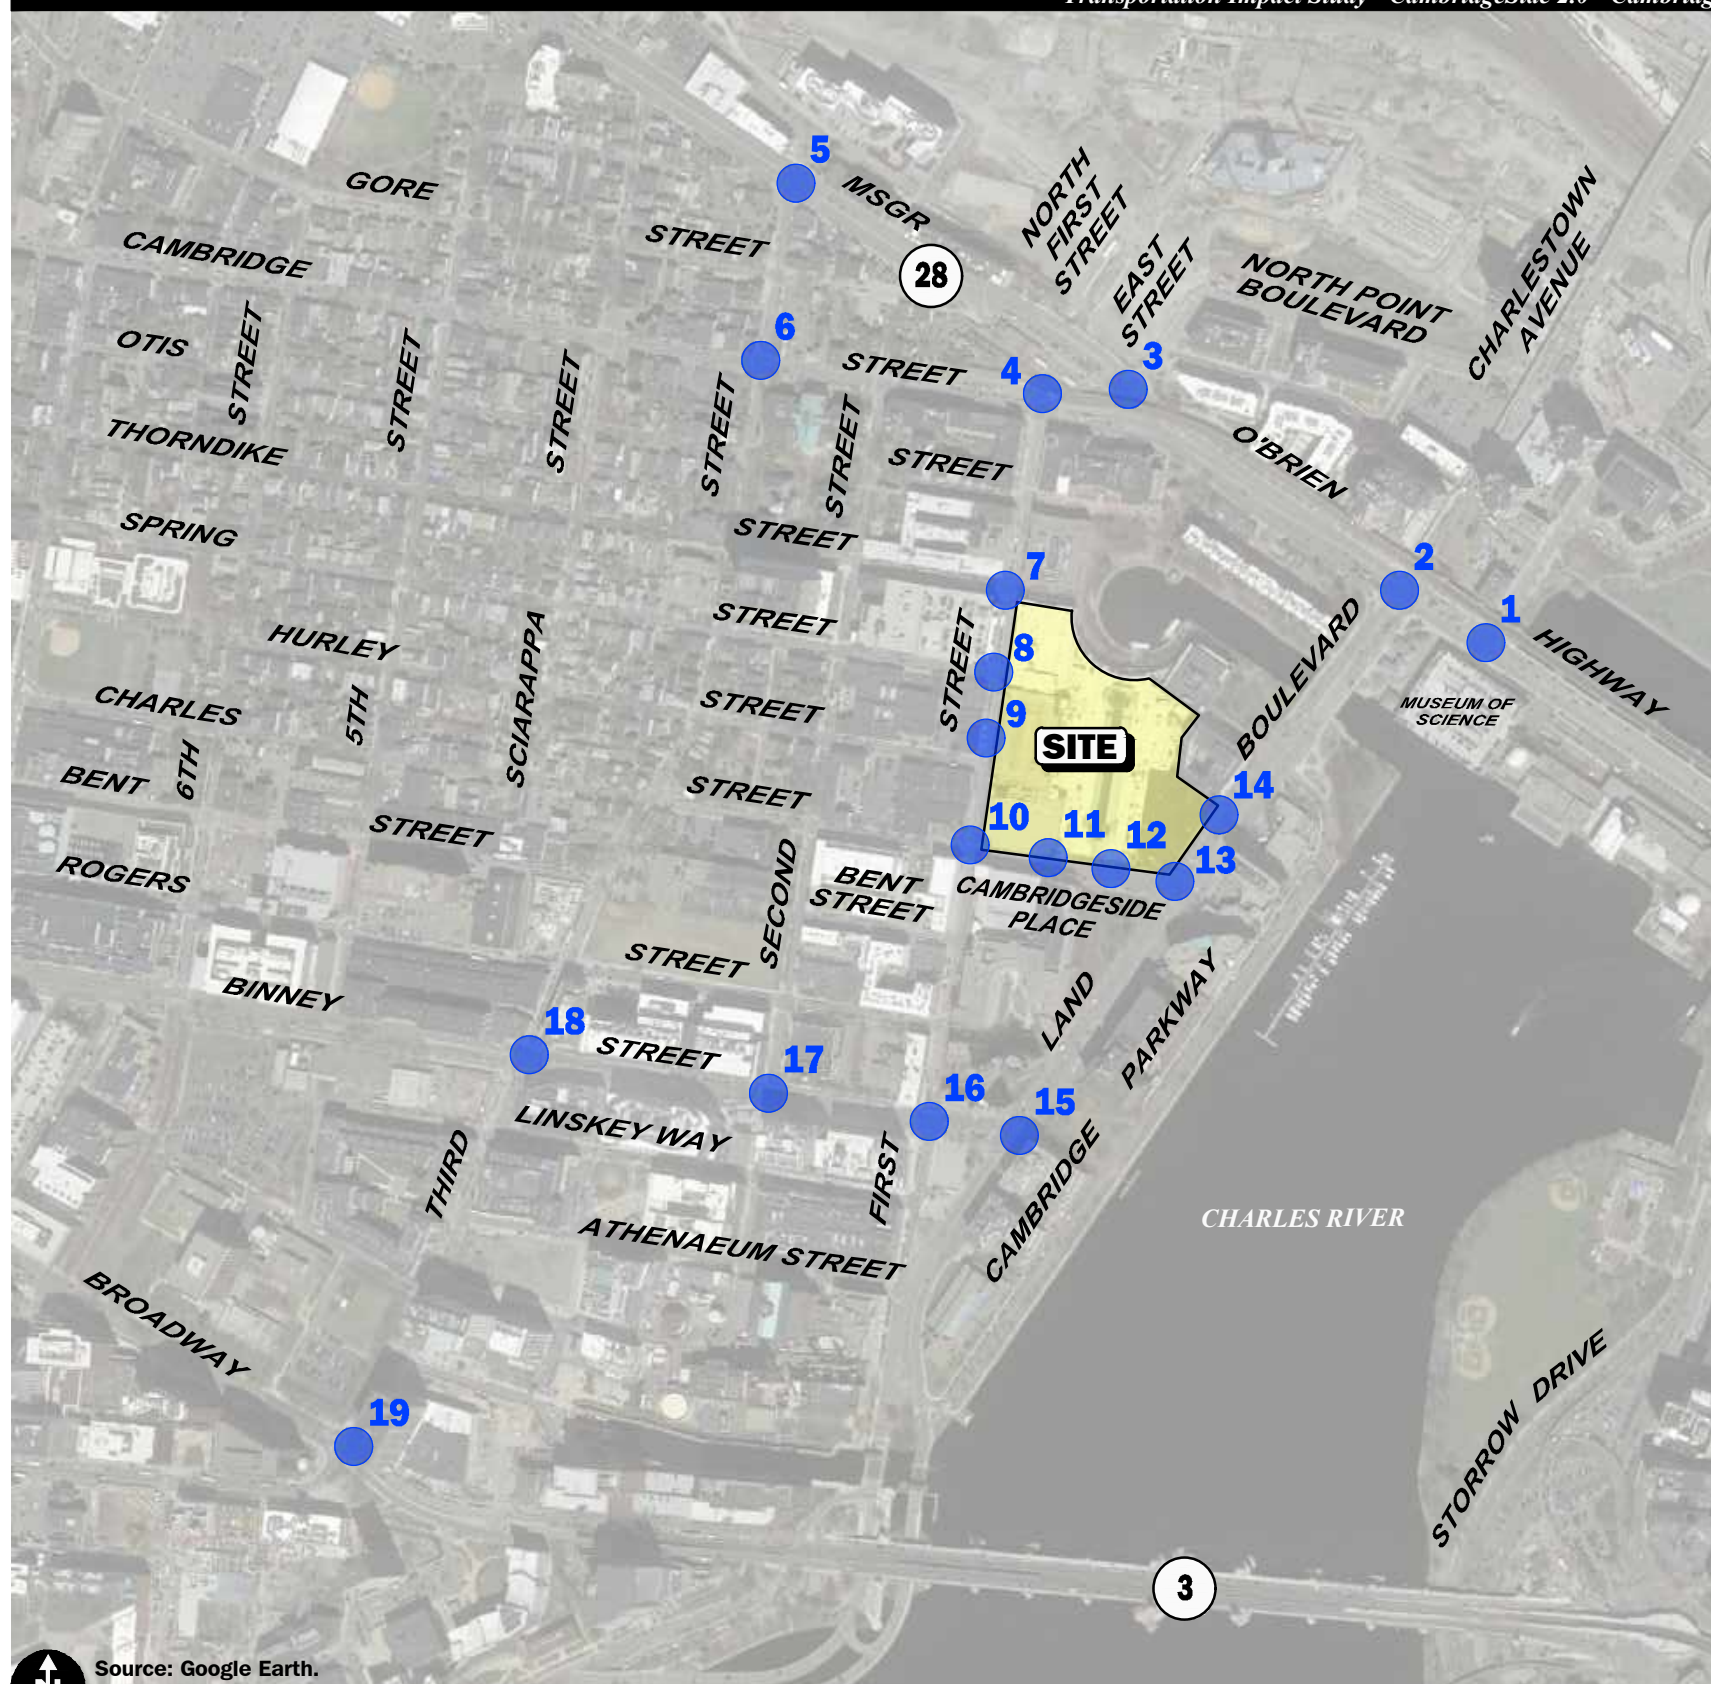 5
GORE
MSGR
NORTH
FIRST
STREET
CAMBRIDGE
STREET
28
EAST
STREET
NORTH POINT
BOULEVARD
CHARLESTOWN
AVENUE
OTIS
STREET
STREET
STREET
6
STREET
4
3
THORNDIKE
STREET
STREET
STREET
O'BRIEN
SPRING
STREET
7
2
1
HIGHWAY
HURLEY
SCIARAPPA
STREET
STREET
8
BOULEVARD
MUSEUM OF
SCIENCE
CHARLES
5TH
STREET
9
SITE
6TH
BENT
STREET
STREET
10
11
12
14
13
ROGERS
SECOND
BENT
STREET
CAMBRIDGESIDE
PLACE
BINNEY
STREET
LAND
PARKWAY
18
STREET
17
16
15
LINSKEY WAY
THIRD
FIRST
CAMBRIDGE
ATHENAEUM STREET
CHARLES RIVER
BROADWAY
19
STORROW DRIVE
3
Source: Google Earth.